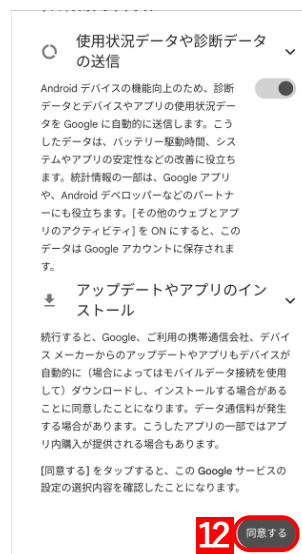 使用状況データや診断データ
の送信
Android デバイスの機能向上のため、診断
データとデバイスやアプリの使用状況デー
タを Google に自動的に送信します。こう
したデータは、バッテリー駆動時間、シス
テムやアプリの安定性などの改善に役立ち
ます。統計情報の一部は、Google アプリ
や、Android デベロッパーなどのパートナ
ーにも役立ちます。[その他のウェブとアプ
リのアクティビティ] を ON にすると、この
データは Google アカウントに保存されま
す。
アップデートやアプリのイン
ストール
続行すると、Google、ご利用の携帯通信会社、デバイ
ス メーカーからのアップデートやアプリもデバイスが
自動的に（場合によってはモバイルデータ接続を使用
して）ダウンロードし、インストールする場合がある
ことに同意したことになります。データ通信料が発生
する場合があります。こうしたアプリの一部ではアプ
リ内購入が提供される場合もあります。
[同意する] をタップすると、この Google サービスの
設定の選択内容を確認したことになります。
12 同意する